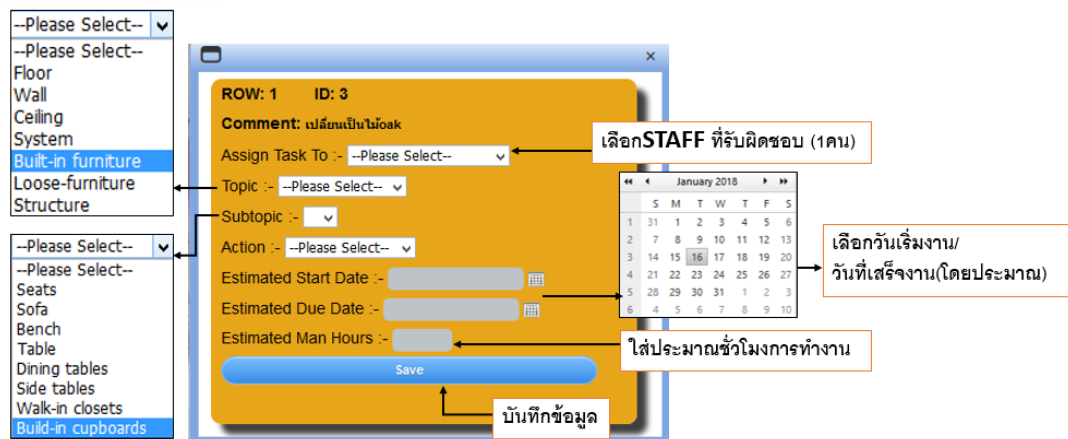 --Please Select--
--Please Select--
Floor
Wall
Ceiling
System
Built-in furniture
Loose-furniture
Structure
--Please Select--
--Please Select--
Seats
Sofa
Bench
Table
Dining tables
Side tables
Walk-in closets
Build-in cupboards
ROW: 1 ID: 3
Comment: เปลี่ยนเป็นไม้oak
Assign Task To :- --Please Select--
Topic :- --Please Select--
Subtopic :-
Action :- --Please Select--
Estimated Start Date :-
Estimated Due Date :-
Estimated Man Hours :-
Save
เลือกSTAFF ที่รับผิดชอบ (1คน)
January 2018
S M T W T F S
1 31 1 2 3 4 5 6
2 7 8 9 10 11 12 13
3 14 15 16 17 18 19 20
4 21 22 23 24 25 26 27
5 28 29 30 31 1 2 3
6 4 5 6 7 8 9 10
เลือกวันเริ่มงาน/
วันที่เสร็จงาน(โดยประมาณ)
ใส่ประมาณชั่วโมงการทำงาน
บันทึกข้อมูล